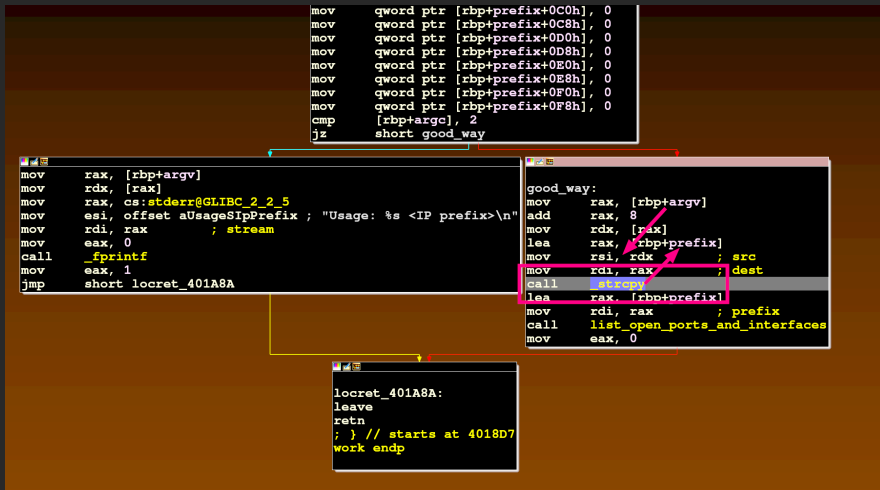 mov     qword ptr [rbp+prefix+0C0h], 0
mov     qword ptr [rbp+prefix+0C8h], 0
mov     qword ptr [rbp+prefix+0D0h], 0
mov     qword ptr [rbp+prefix+0D8h], 0
mov     qword ptr [rbp+prefix+0E0h], 0
mov     qword ptr [rbp+prefix+0E8h], 0
mov     qword ptr [rbp+prefix+0F0h], 0
mov     qword ptr [rbp+prefix+0F8h], 0
cmp     [rbp+argc], 2
jz      short good_way
mov     rax, [rbp+argv]
mov     rdx, [rax]
mov     rax, cs:stderr@GLIBC_2_2_5
mov     esi, offset aUsageSIpPrefix ; "Usage: %s <IP prefix>\n"
mov     rdi, rax        ; stream
mov     eax, 0
call    _fprintf
mov     eax, 1
jmp     short locret_401A8A
good_way:
mov     rax, [rbp+argv]
add     rax, 8
mov     rdx, [rax]
lea     rax, [rbp+prefix]
mov     rsi, rdx        ; src
mov     rdi, rax        ; dest
call    _strcpy
lea     rax, [rbp+prefix]
mov     rdi, rax        ; prefix
call    list_open_ports_and_interfaces
mov     eax, 0
locret_401A8A:
leave
retn
; } // starts at 4018D7
work endp